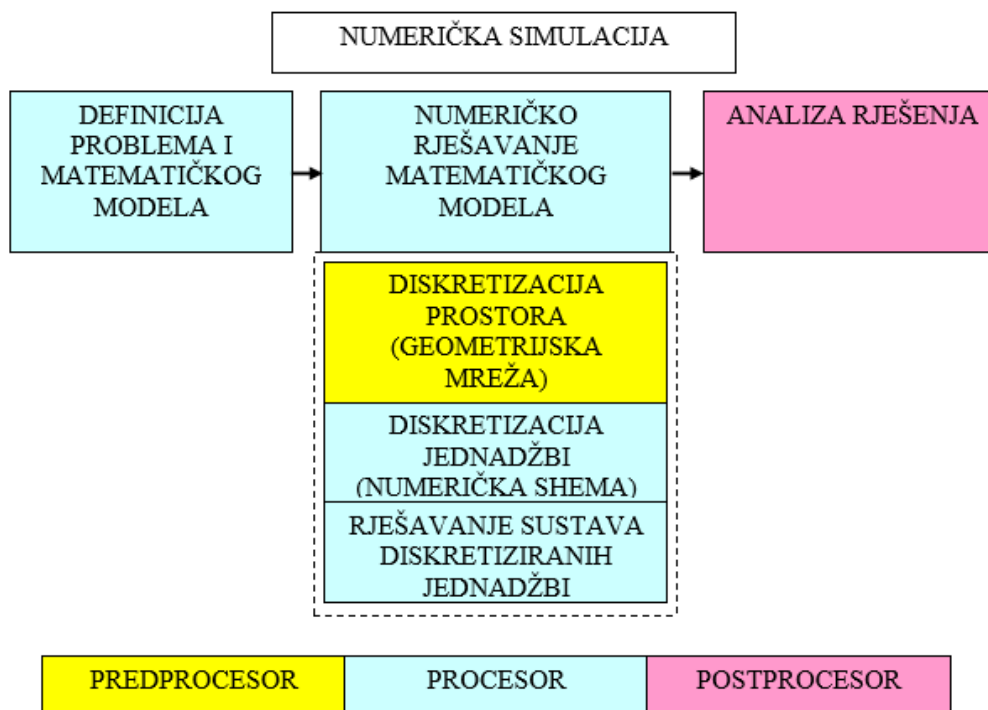 NUMERIČKA SIMULACIJA
DEFINICIJA
PROBLEMA I
MATEMATIČKOG
MODELA
NUMERIČKO
RJEŠAVANJE
MATEMATIČKOG
MODELA
ANALIZA RJEŠENJA
DISKRETIZACIJA
PROSTORA
(GEOMETRIJSKA
MREŽA)
DISKRETIZACIJA
JEDNADŽBI
(NUMERIČKA SHEMA)
RJEŠAVANJE SUSTAVA
DISKRETIZIRANIH
JEDNADŽBI
PREDPROCESOR
PROCESOR
POSTPROCESOR